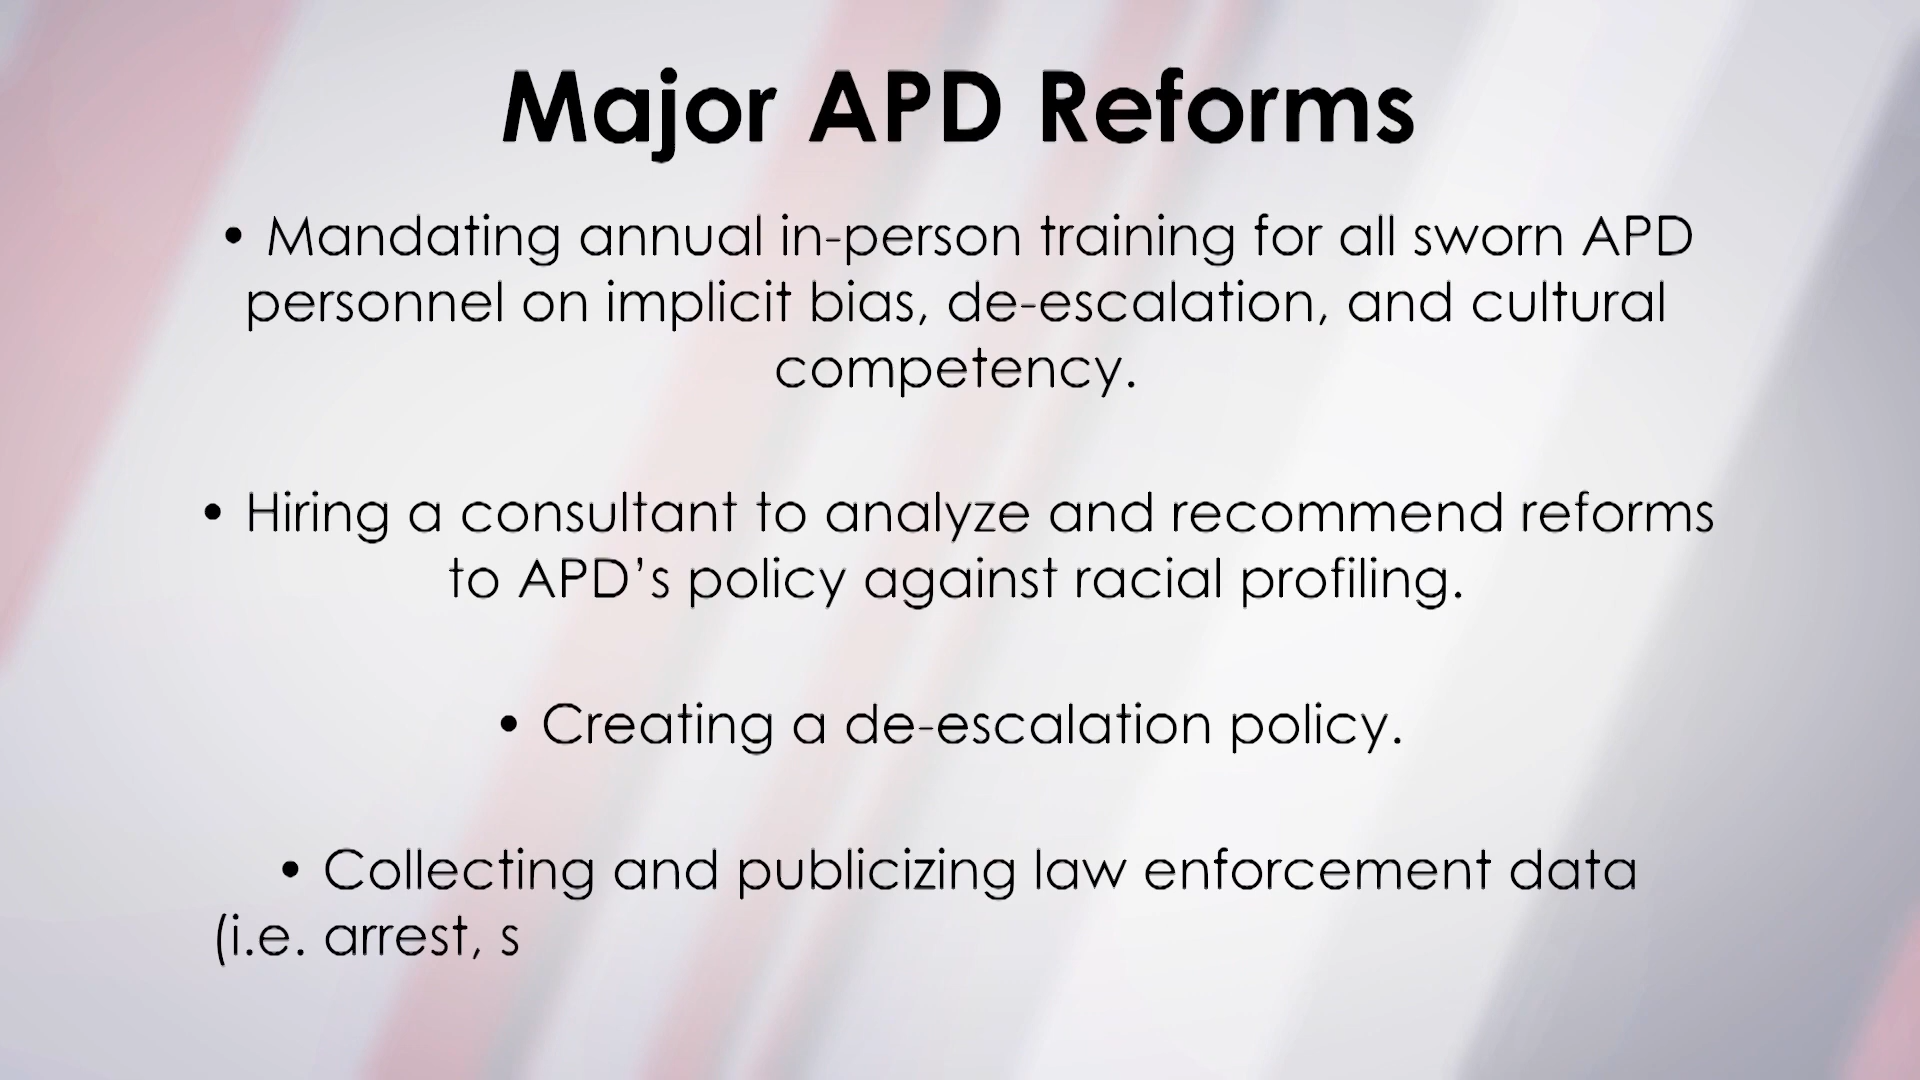 Major APD Reforms
• Mandating annual in-person training for all sworn APD
personnel on implicit bias, de-escalation, and cultural
competency.
• Hiring a consultant to analyze and recommend reforms
to APD’s policy against racial profiling.
• Creating a de-escalation policy.
• Collecting and publicizing law enforcement data
(i.e. arrest, s